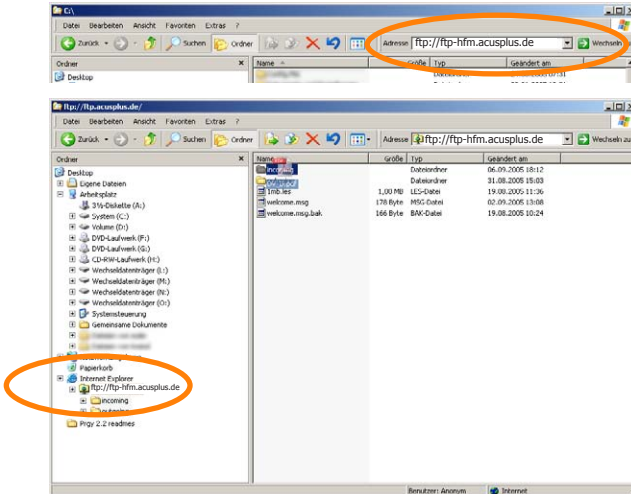 C:\
Datei Bearbeiten Ansicht Favoriten Extras ?
Zurück Suchen Ordner Adresse ftp://ftp-hfm.acusplus.de Wechseln
Ordner x Name Größe Typ Geändert am
Desktop
ftp://ftp.acusplus.de/
Datei Bearbeiten Ansicht Favoriten Extras ?
Zurück Suchen Ordner Adresse ftp://ftp-hfm.acusplus.de Wechseln zu
Ordner x Name Größe Typ Geändert am
Desktop
Eigene Dateien
Arbeitsplatz
3½-Diskette (A:)
System (C:)
Volume (D:)
DVD-Laufwerk (F:)
DVD-Laufwerk (G:)
CD-RW-Laufwerk (H:)
Wechseldatenträger (L:)
Wechseldatenträger (M:)
Wechseldatenträger (N:)
Wechseldatenträger (O:)
Systemsteuerung
Gemeinsame Dokumente
Papierkorb
Internet Explorer
ftp://ftp-hfm.acusplus.de
incoming
outgoing
Prgy 2.2 readmes
incoming Dateiordner 06.09.2005 18:12
Dateiordner 31.08.2005 15:03
1mb.les 1,00 MB LES-Datei 19.08.2005 11:36
welcome.msg 178 Byte MSG-Datei 02.09.2005 13:08
welcome.msg.bak 166 Byte BAK-Datei 19.08.2005 10:24
Benutzer: Anonym Internet